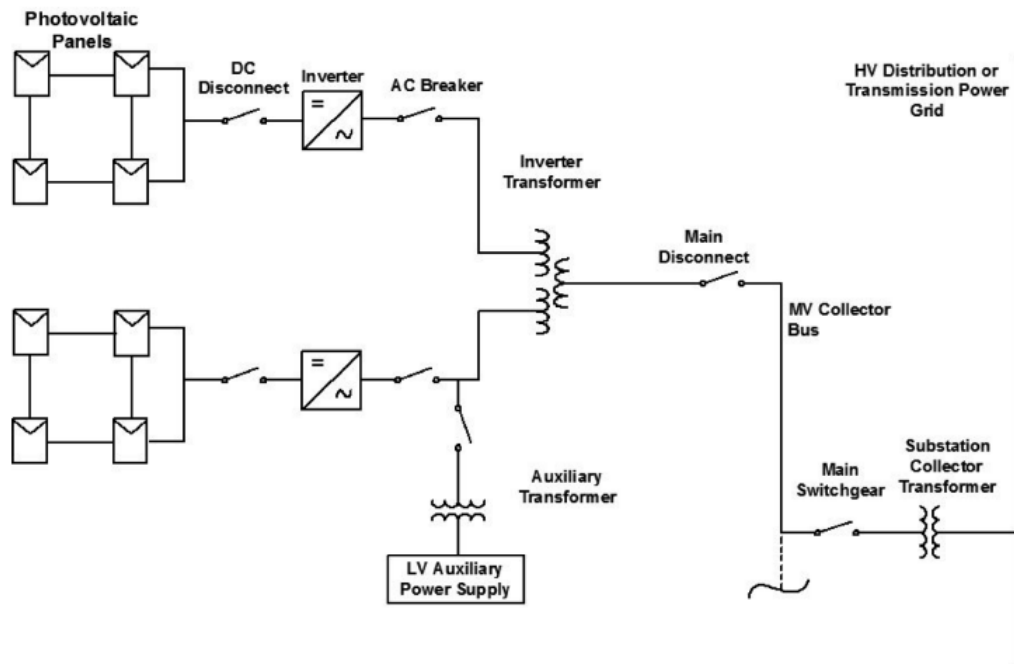 Photovoltaic
Panels
DC
Disconnect
Inverter
AC Breaker
HV Distribution or
Transmission Power
Grid
=
~
Inverter
Transformer
Main
Disconnect
MV Collector
Bus
=
~
Auxiliary
Transformer
Main
Switchgear
Substation
Collector
Transformer
LV Auxiliary
Power Supply